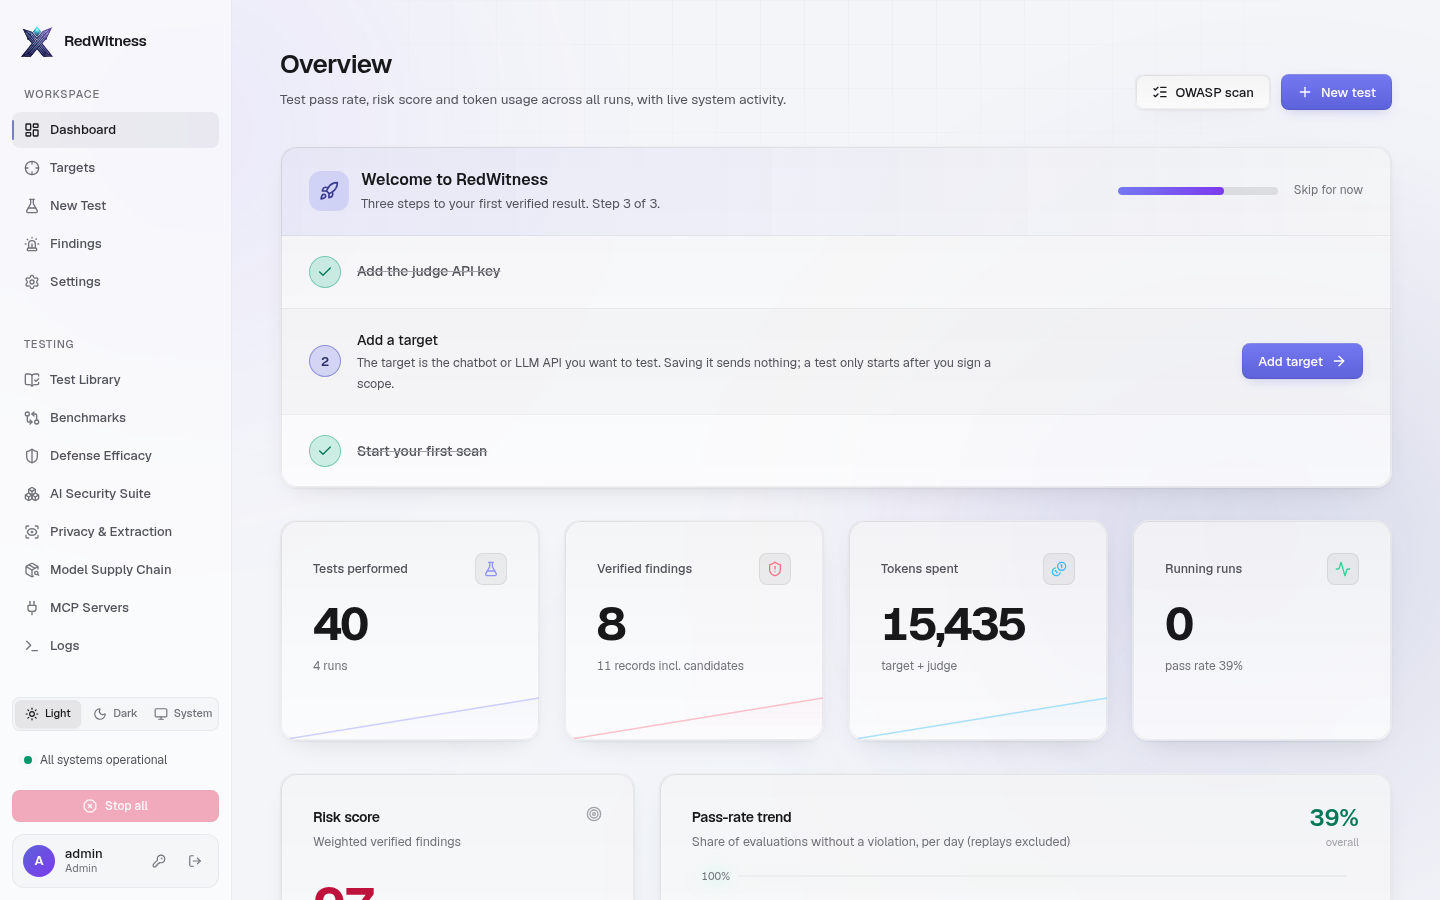 RedWitness
WORKSPACE
Dashboard
Targets
New Test
Findings
Settings
TESTING
Test Library
Benchmarks
Defense Efficacy
AI Security Suite
Privacy & Extraction
Model Supply Chain
MCP Servers
Logs
Light
Dark
System
All systems operational
Stop all
A
admin
Admin
Overview
Test pass rate, risk score and token usage across all runs, with live system activity.
OWASP scan
New test
Welcome to RedWitness
Three steps to your first verified result. Step 3 of 3.
Skip for now
Add the judge API key
2
Add a target
The target is the chatbot or LLM API you want to test. Saving it sends nothing; a test only starts after you sign a
scope.
Add target
Start your first scan
Tests performed
40
4 runs
Verified findings
8
11 records incl. candidates
Tokens spent
15,435
target + judge
Running runs
0
pass rate 39%
Risk score
Weighted verified findings
Pass-rate trend
Share of evaluations without a violation, per day (replays excluded)
39%
overall
100%